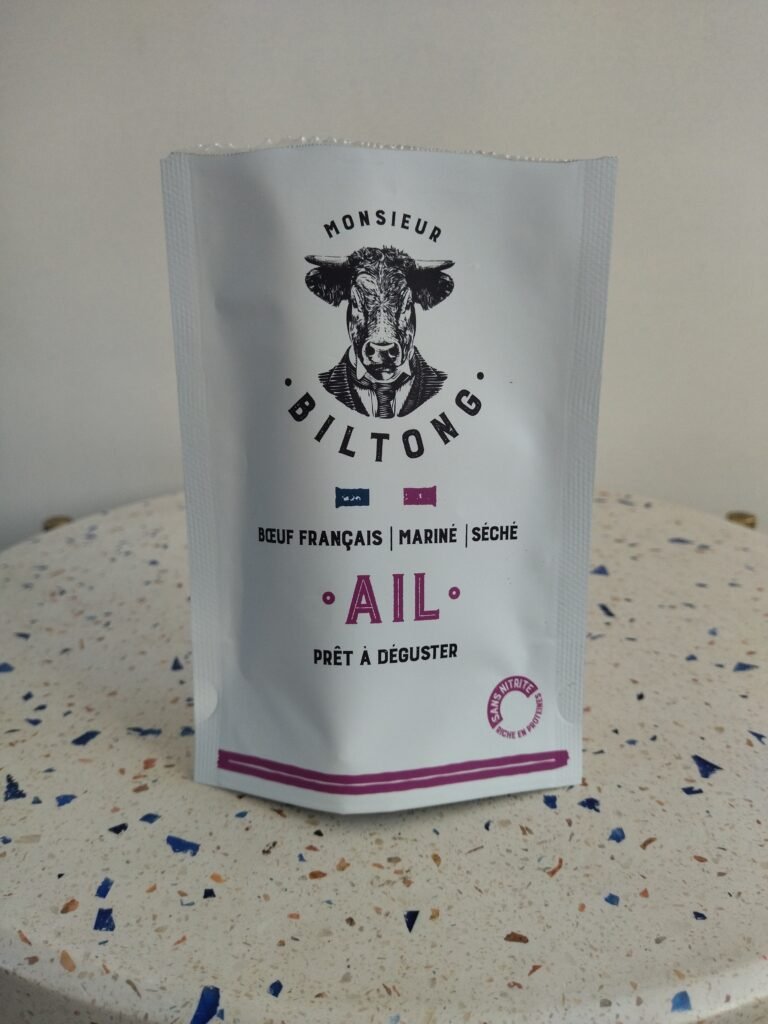 MONSIEUR
• BILTONG •
BŒUF FRANÇAIS | MARINÉ | SÉCHÉ
• AIL •
PRÊT À DÉGUSTER
SANS NITRITE
RICHE EN PROTÉINES